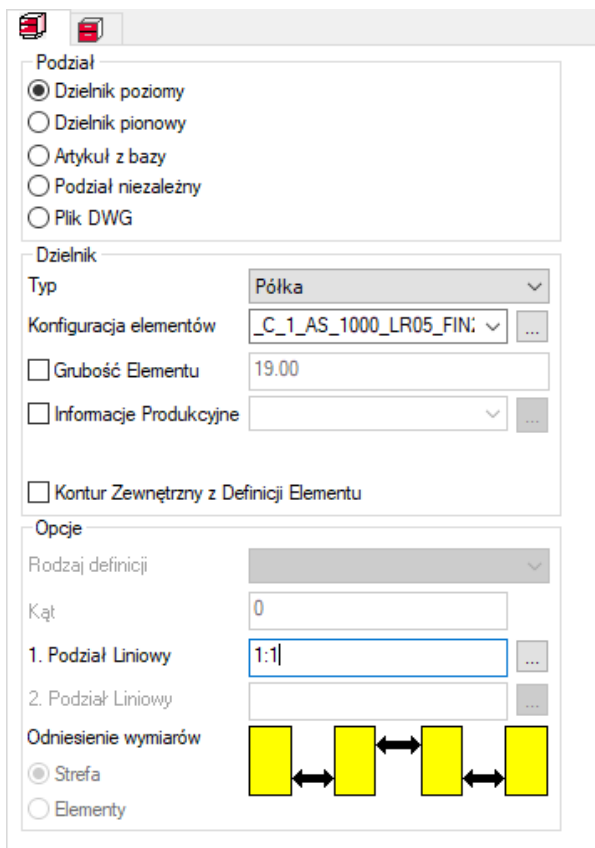 Podział
Dzielnik poziomy
Dzielnik pionowy
Artykuł z bazy
Podział niezależny
Plik DWG
Dzielnik
Typ Półka
Konfiguracja elementów _C_1_AS_1000_LR05_FIN2 ...
Grubość Elementu 19.00
Informacje Produkcyjne ...
Kontur Zewnętrzny z Definicji Elementu
Opcje
Rodzaj definicji
Kąt 0
1. Podział Liniowy 1:1 ...
2. Podział Liniowy ...
Odniesienie wymiarów
Strefa
Elementy